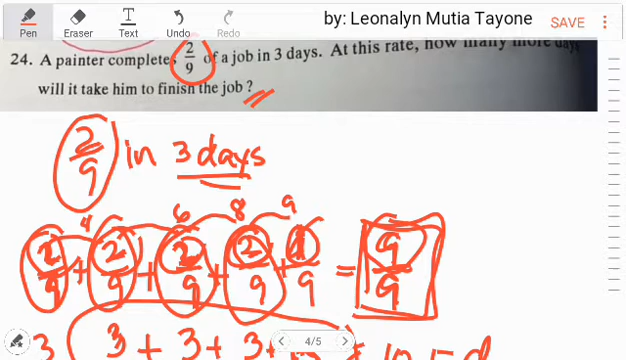 by: Leonalyn Mutia Tayone
SAVE
Pen Eraser Text Undo Redo
24. A painter completes 2/9 of a job in 3 days. At this rate, how many more days
will it take him to finish the job?
2/9 in 3 days
4 6 8 9
2/9 + 2/9 + 2/9 + 2/9 + 1/9 = 9/9
4/5
3 3 + 3 + 3 +